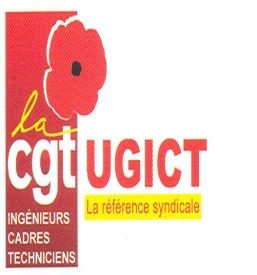 la
cgt UGICT
La référence syndicale
INGÉNIEURS
CADRES
TECHNICIENS